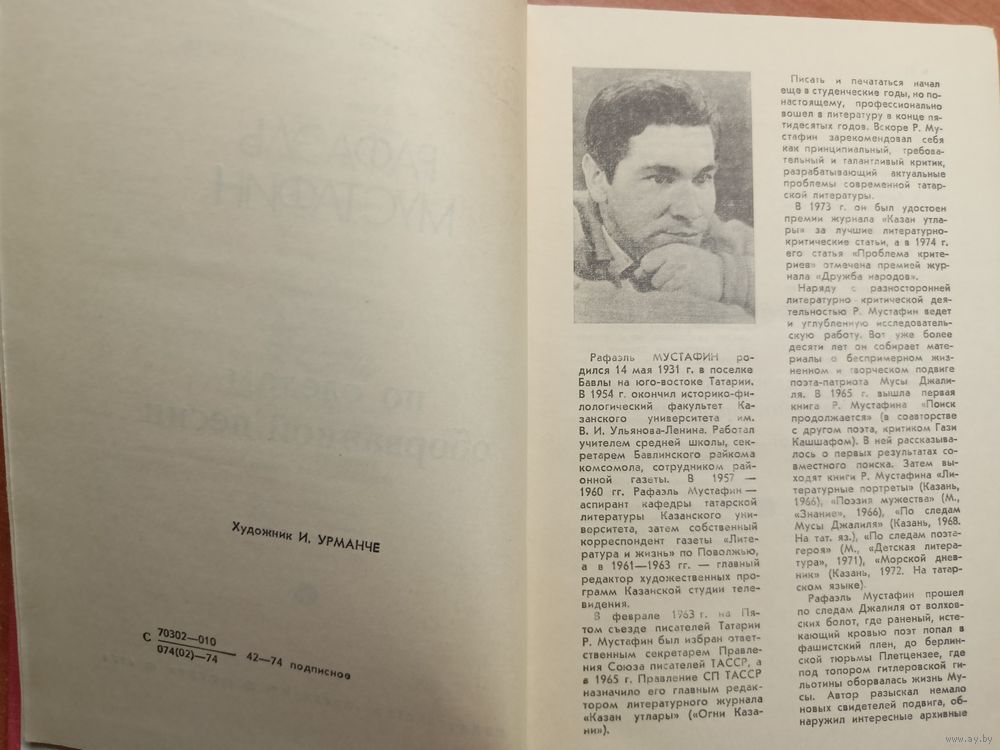 Художник И. УРМАНЧЕ
С 70302—010
074(02)—74
42—74 подписное
Рафаэль МУСТАФИН ро-
дился 14 мая 1931 г. в поселке
Бавлы на юго-востоке Татарии.
В 1954 г. окончил историко-фи-
лологический факультет Ка-
занского университета им.
В. И. Ульянова-Ленина. Работал
учителем средней школы, сек-
ретарем Бавлинского райкома
комсомола, сотрудником рай-
онной газеты. В 1957 —
1960 гг. Рафаэль Мустафин —
аспирант кафедры татарской
литературы Казанского уни-
верситета, затем собственный
корреспондент газеты «Лите-
ратура и жизнь» по Поволжью,
а в 1961—1963 гг. — главный
редактор художественных про-
грамм Казанской студии теле-
видения.
В феврале 1963 г. на Пя-
том съезде писателей Татарии
Р. Мустафин был избран ответ-
ственным секретарем Правле-
ния Союза писателей ТАССР, а
в 1965 г. Правление СП ТАССР
назначило его главным редак-
тором литературного журнала
«Казан утлары» («Огни Каза-
ни»).
Писать и печататься начал
еще в студенческие годы, но по-
настоящему, профессионально
вошел в литературу в конце пя-
тидесятых годов. Вскоре Р. Му-
стафин зарекомендовал себя
как принципиальный, требова-
тельный и талантливый критик,
разрабатывающий актуальные
проблемы современной татар-
ской литературы.
В 1973 г. он был удостоен
премии журнала «Казан утла-
ры» за лучшие литературно-
критические статьи, а в 1974 г.
его статья «Проблема крите-
риев» отмечена премией жур-
нала «Дружба народов».
Наряду с разносторонней
литературно критической дея-
тельностью Р. Мустафин ведет
и углубленную исследователь-
скую работу. Вот уже более
десяти лет он собирает мате-
риалы о беспримерном жиз-
ненном и творческом подвиге
поэта-патриота Мусы Джали-
ля. В 1965 г. вышла первая
книга Р. Мустафина «Поиск
продолжается» (в соавторстве
с другом поэта, критиком Гази
Кашшафом). В ней рассказыва-
лось о первых результатах сов-
местного поиска. Затем вы-
ходят книги Р. Мустафина «Ли-
тературные портреты» (Казань,
1966), «Поэзия мужества» (М.,
«Знание», 1966), «По следам
Мусы Джалиля» (Казань, 1968.
На тат. яз.), «По следам поэта-
героя» (М., «Детская литера-
тура», 1971), «Морской днев-
ник» (Казань, 1972. На татар-
ском языке).
Рафаэль Мустафин прошел
по следам Джалиля от волхов-
ских болот, где раненый, исте-
кающий кровью поэт попал в
фашистский плен, до берлин-
ской тюрьмы Плетцензее, где
под топором гитлеровской ги-
льотины оборвалась жизнь Му-
сы. Автор разыскал немало
новых свидетелей подвига, об-
наружил интересные архивные
www.ay.by